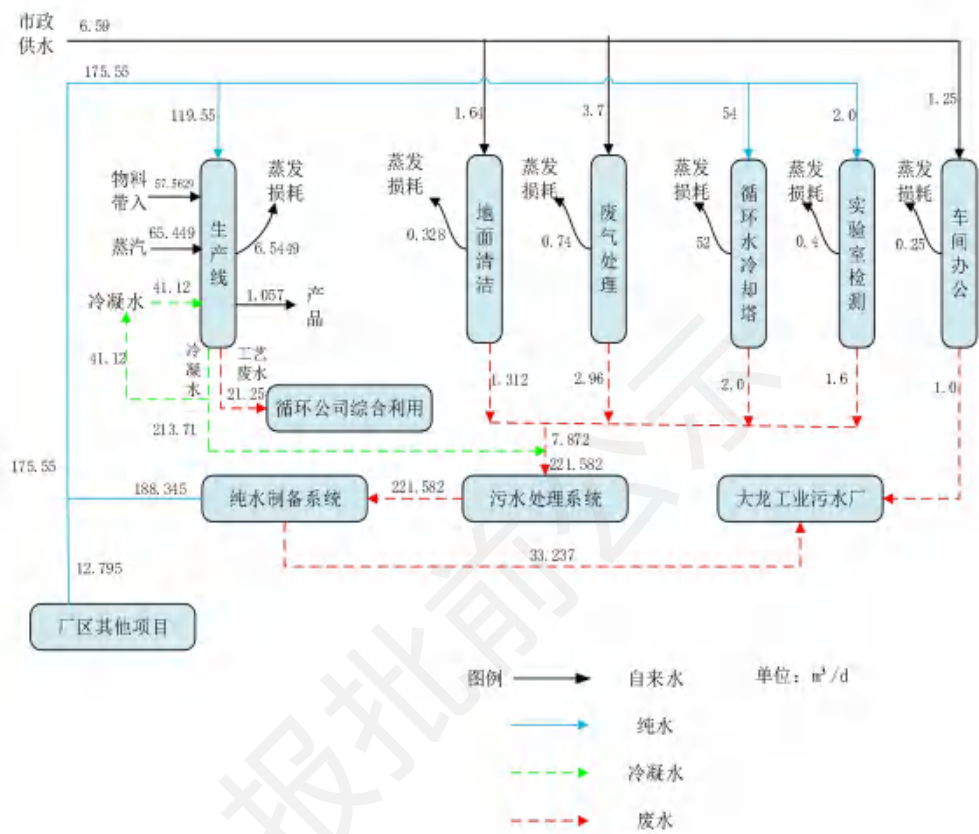 市政
供水
6.59
175.55
119.55
1.64
3.7
54
2.0
1.25
物料
带入
57.5629
蒸汽
65.449
冷凝水
41.12
生产线
蒸发
损耗
6.5449
1.057
产品
蒸发
损耗
0.328
地面清洁
蒸发
损耗
0.74
废气处理
蒸发
损耗
52
循环水冷却塔
蒸发
损耗
0.4
实验室检测
蒸发
损耗
0.25
车间办公
41.12
冷凝水
工艺
废水
21.25
循环公司综合利用
213.71
1.312
2.96
2.0
1.6
1.0
7.872
221.582
175.55
188.345
纯水制备系统
221.582
污水处理系统
大龙工业污水厂
33.237
12.795
厂区其他项目
图例
自来水
单位：m³/d
纯水
冷凝水
废水
报批前公示